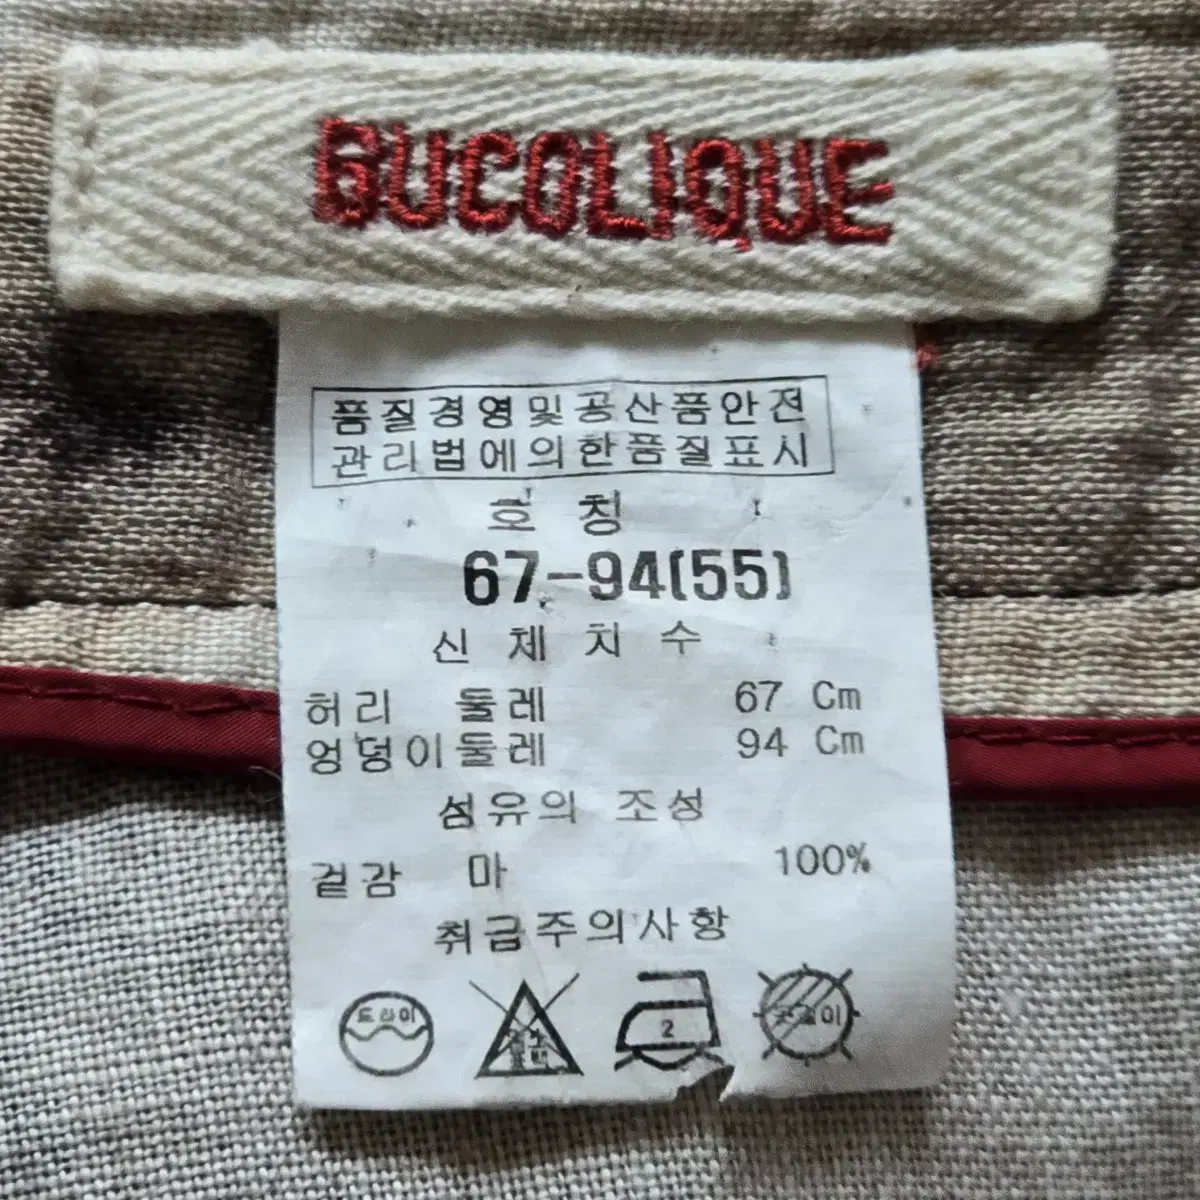 BUCOLIQUE
품질경영및공산품안전
관리법에의한품질표시
호 칭
67-94(55)
신 체 치 수
허리 둘레 67 Cm
엉덩이둘레 94 Cm
섬유의 조성
겉감 마 100%
취급주의사항
드라이
2